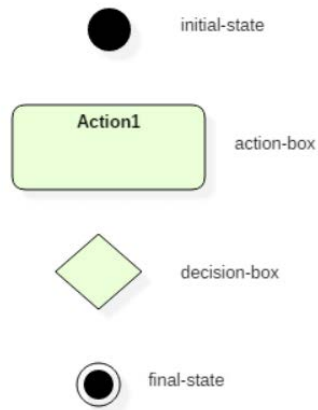 initial-state
Action1
action-box
decision-box
final-state